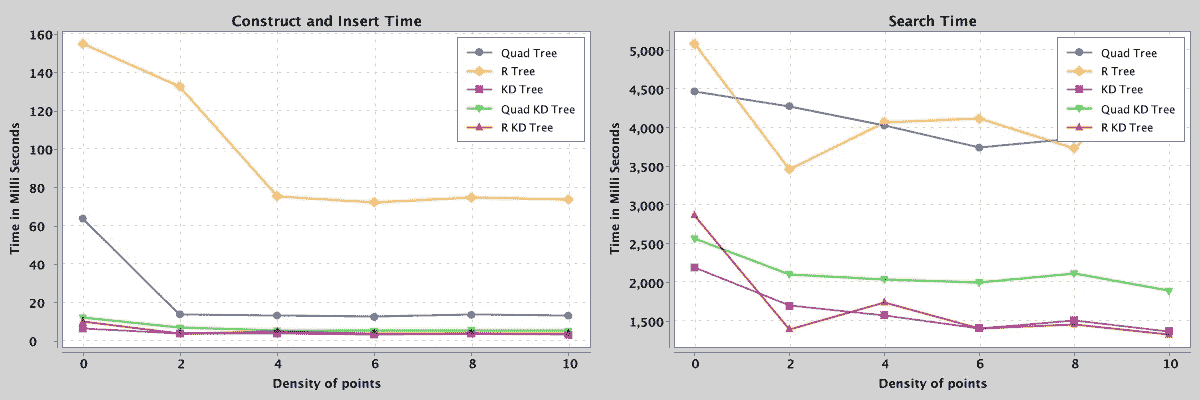 Construct and Insert Time
Time in Milli Seconds
160
140
120
100
80
60
40
20
0
Quad Tree
R Tree
KD Tree
Quad KD Tree
R KD Tree
0 2 4 6 8 10
Density of points
Search Time
Time in Milli Seconds
5,000
4,500
4,000
3,500
3,000
2,500
2,000
1,500
Quad Tree
R Tree
KD Tree
Quad KD Tree
R KD Tree
0 2 4 6 8 10
Density of points